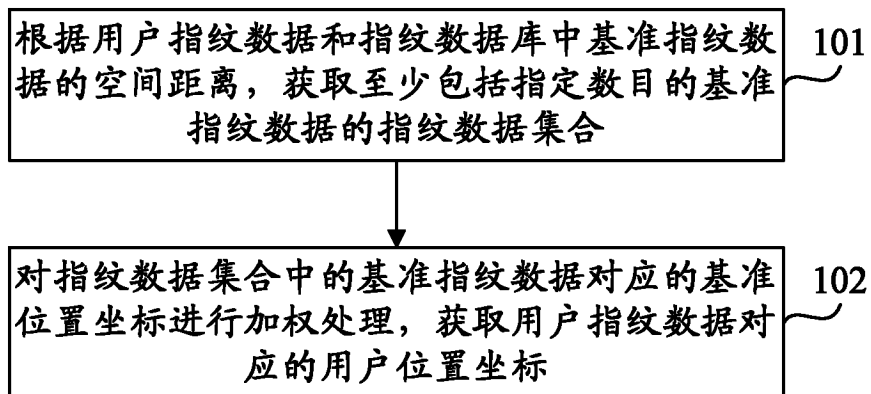 根据用户指纹数据和指纹数据库中基准指纹数
据的空间距离，获取至少包括指定数目的基准
指纹数据的指纹数据集合
101
对指纹数据集合中的基准指纹数据对应的基准
位置坐标进行加权处理，获取用户指纹数据对
应的用户位置坐标
102